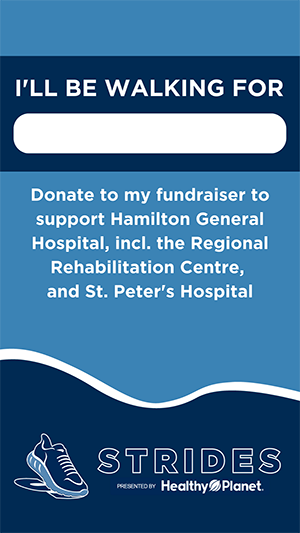 I'LL BE WALKING FOR
Donate to my fundraiser to
support Hamilton General
Hospital, incl. the Regional
Rehabilitation Centre,
and St. Peter's Hospital
STRIDES
PRESENTED BY Healthy Planet.